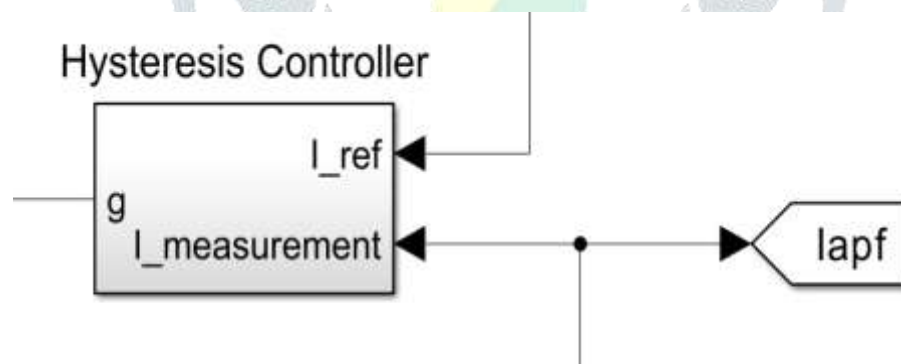 Hysteresis Controller
I_ref
g
I_measurement
Iapf